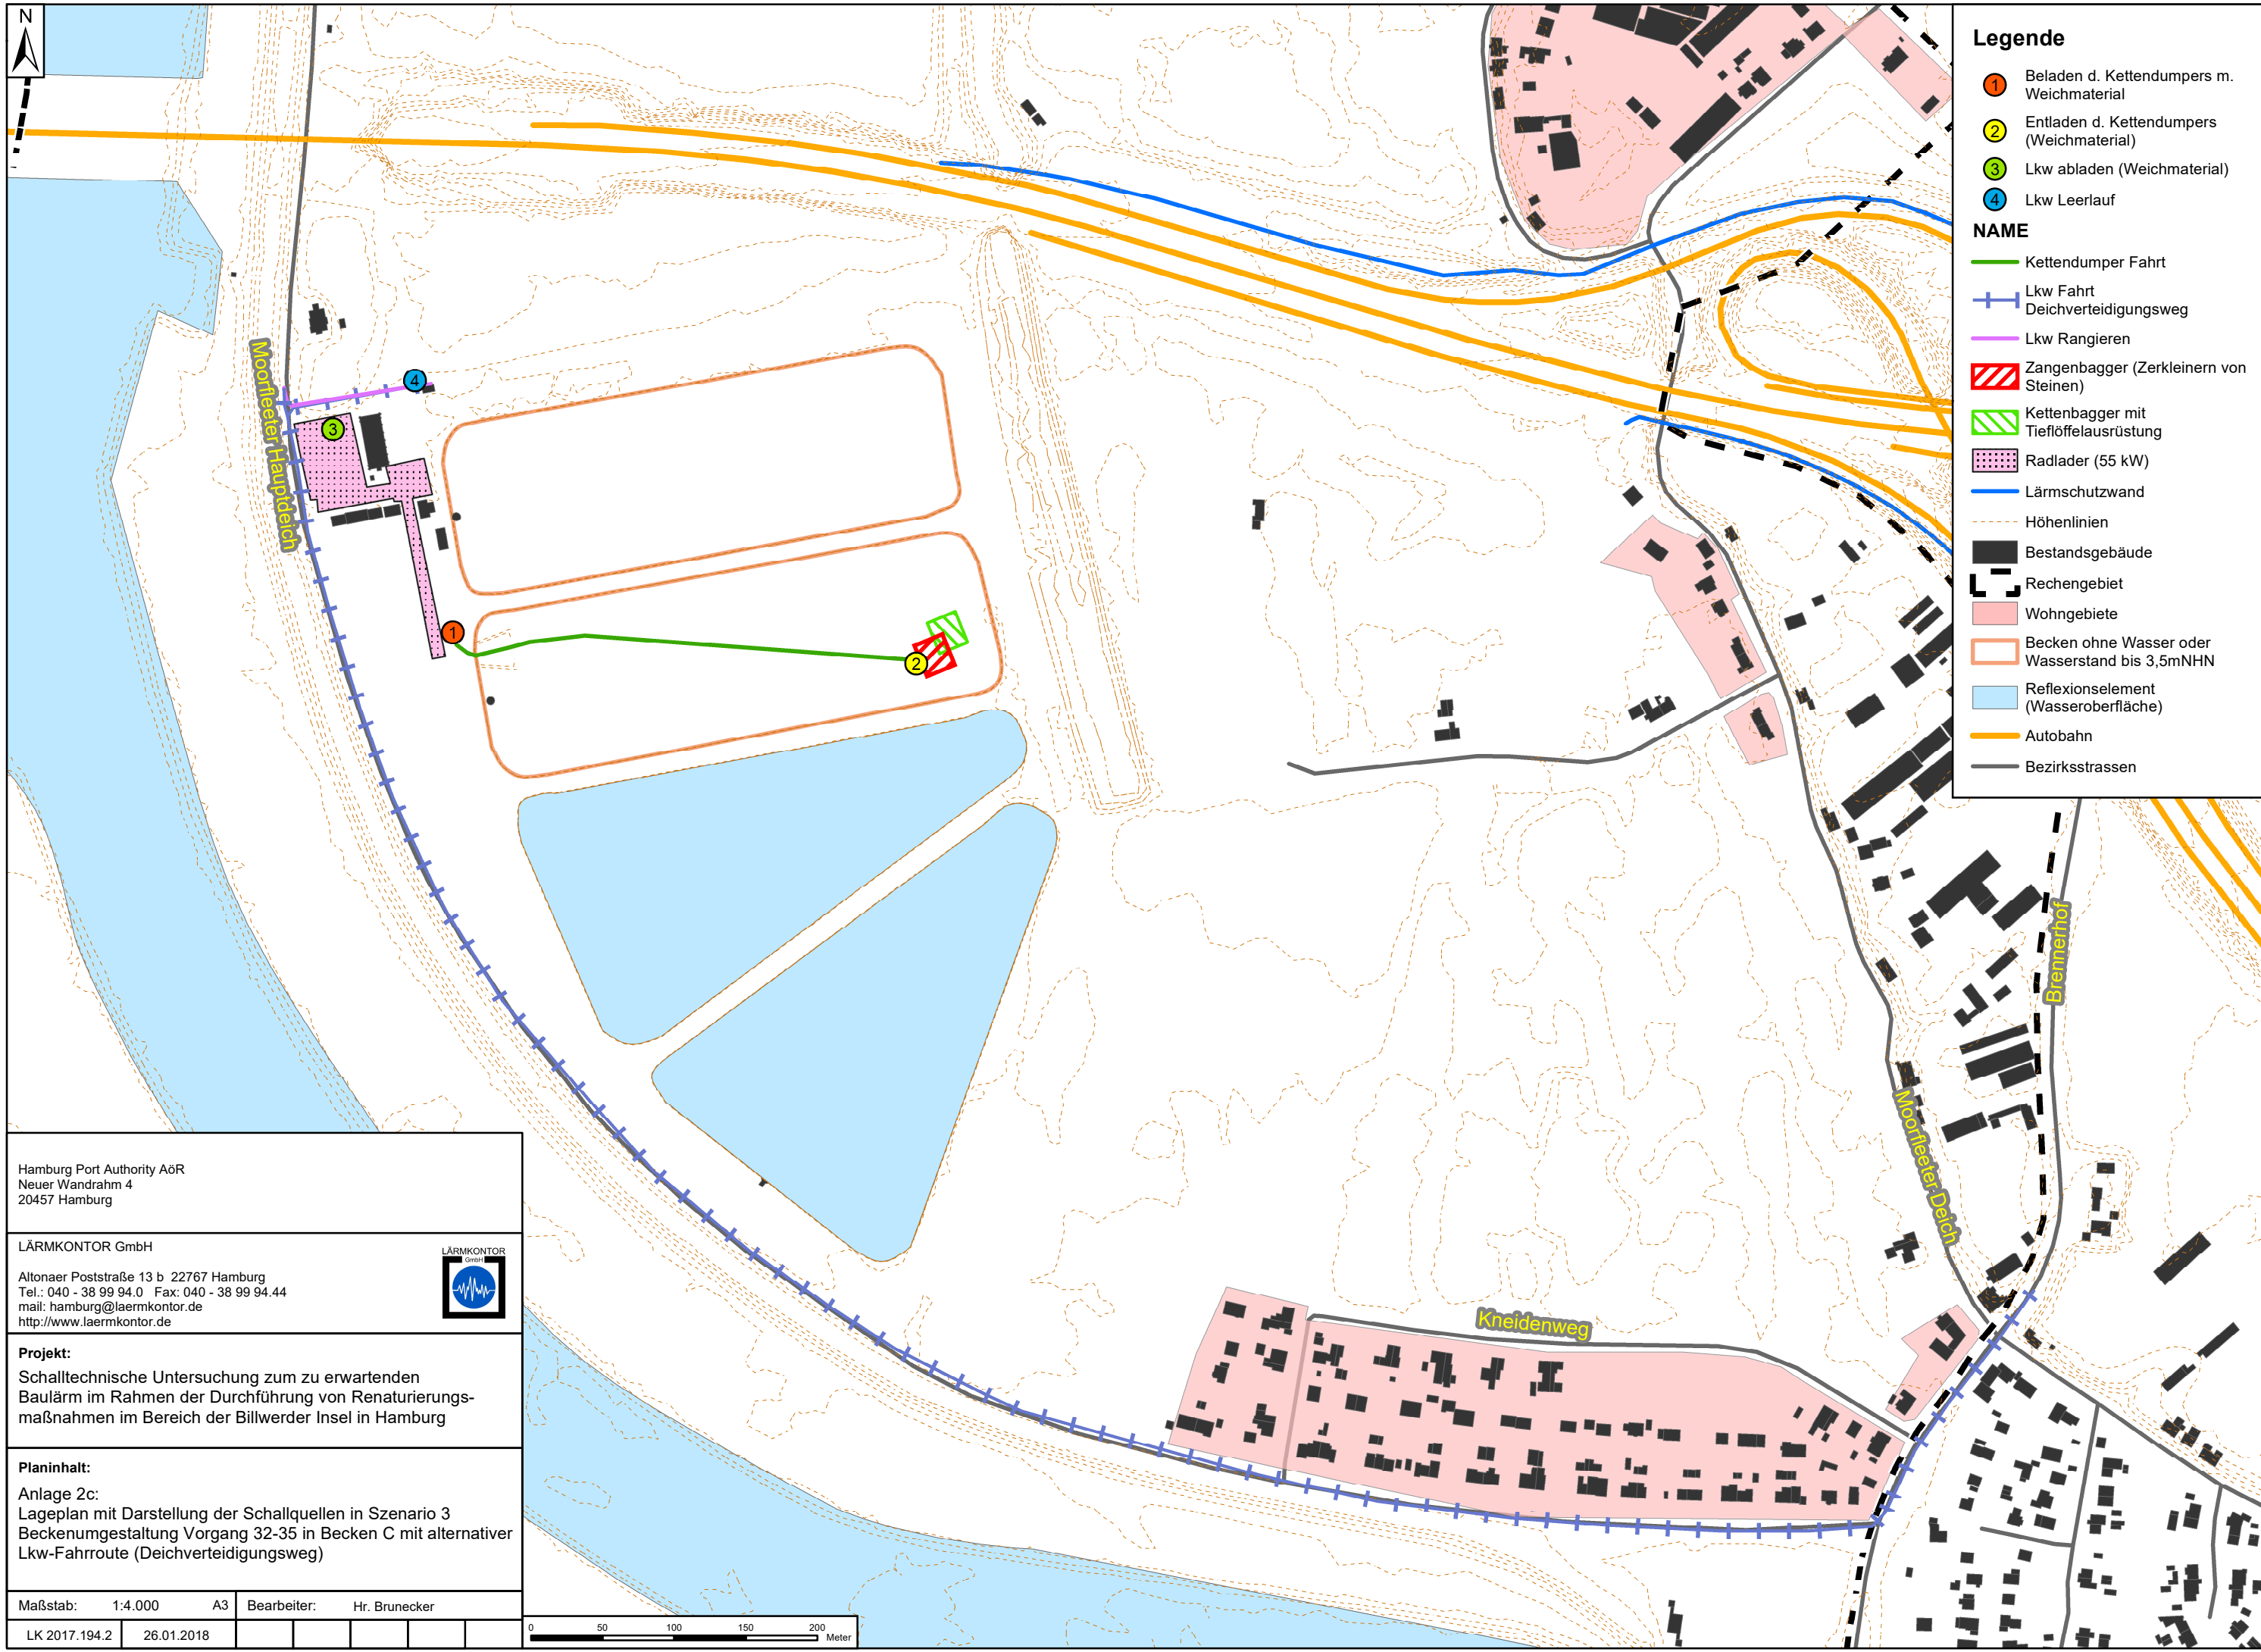 N
Moorfleeter Hauptdeich
4
3
1
2
Brennerhof
Moorfleeter Deich
Kneidenweg
Legende
1 Beladen d. Kettendumpers m.
Weichmaterial
2 Entladen d. Kettendumpers
(Weichmaterial)
3 Lkw abladen (Weichmaterial)
4 Lkw Leerlauf
NAME
Kettendumper Fahrt
Lkw Fahrt
Deichverteidigungsweg
Lkw Rangieren
Zangenbagger (Zerkleinern von
Steinen)
Kettenbagger mit
Tieflöffelausrüstung
Radlader (55 kW)
Lärmschutzwand
Höhenlinien
Bestandsgebäude
Rechengebiet
Wohngebiete
Becken ohne Wasser oder
Wasserstand bis 3,5mNHN
Reflexionselement
(Wasseroberfläche)
Autobahn
Bezirksstrassen
Hamburg Port Authority AöR
Neuer Wandrahm 4
20457 Hamburg
LÄRMKONTOR GmbH
Altonaer Poststraße 13 b 22767 Hamburg
Tel.: 040 - 38 99 94.0 Fax: 040 - 38 99 94.44
mail: hamburg@laermkontor.de
http://www.laermkontor.de
LÄRMKONTOR
GmbH
Projekt:
Schalltechnische Untersuchung zum zu erwartenden
Baulärm im Rahmen der Durchführung von Renaturierungs-
maßnahmen im Bereich der Billwerder Insel in Hamburg
Planinhalt:
Anlage 2c:
Lageplan mit Darstellung der Schallquellen in Szenario 3
Beckenumgestaltung Vorgang 32-35 in Becken C mit alternativer
Lkw-Fahrroute (Deichverteidigungsweg)
Maßstab: 1:4.000 A3 Bearbeiter: Hr. Brunecker
LK 2017.194.2 26.01.2018
0 50 100 150 200
Meter